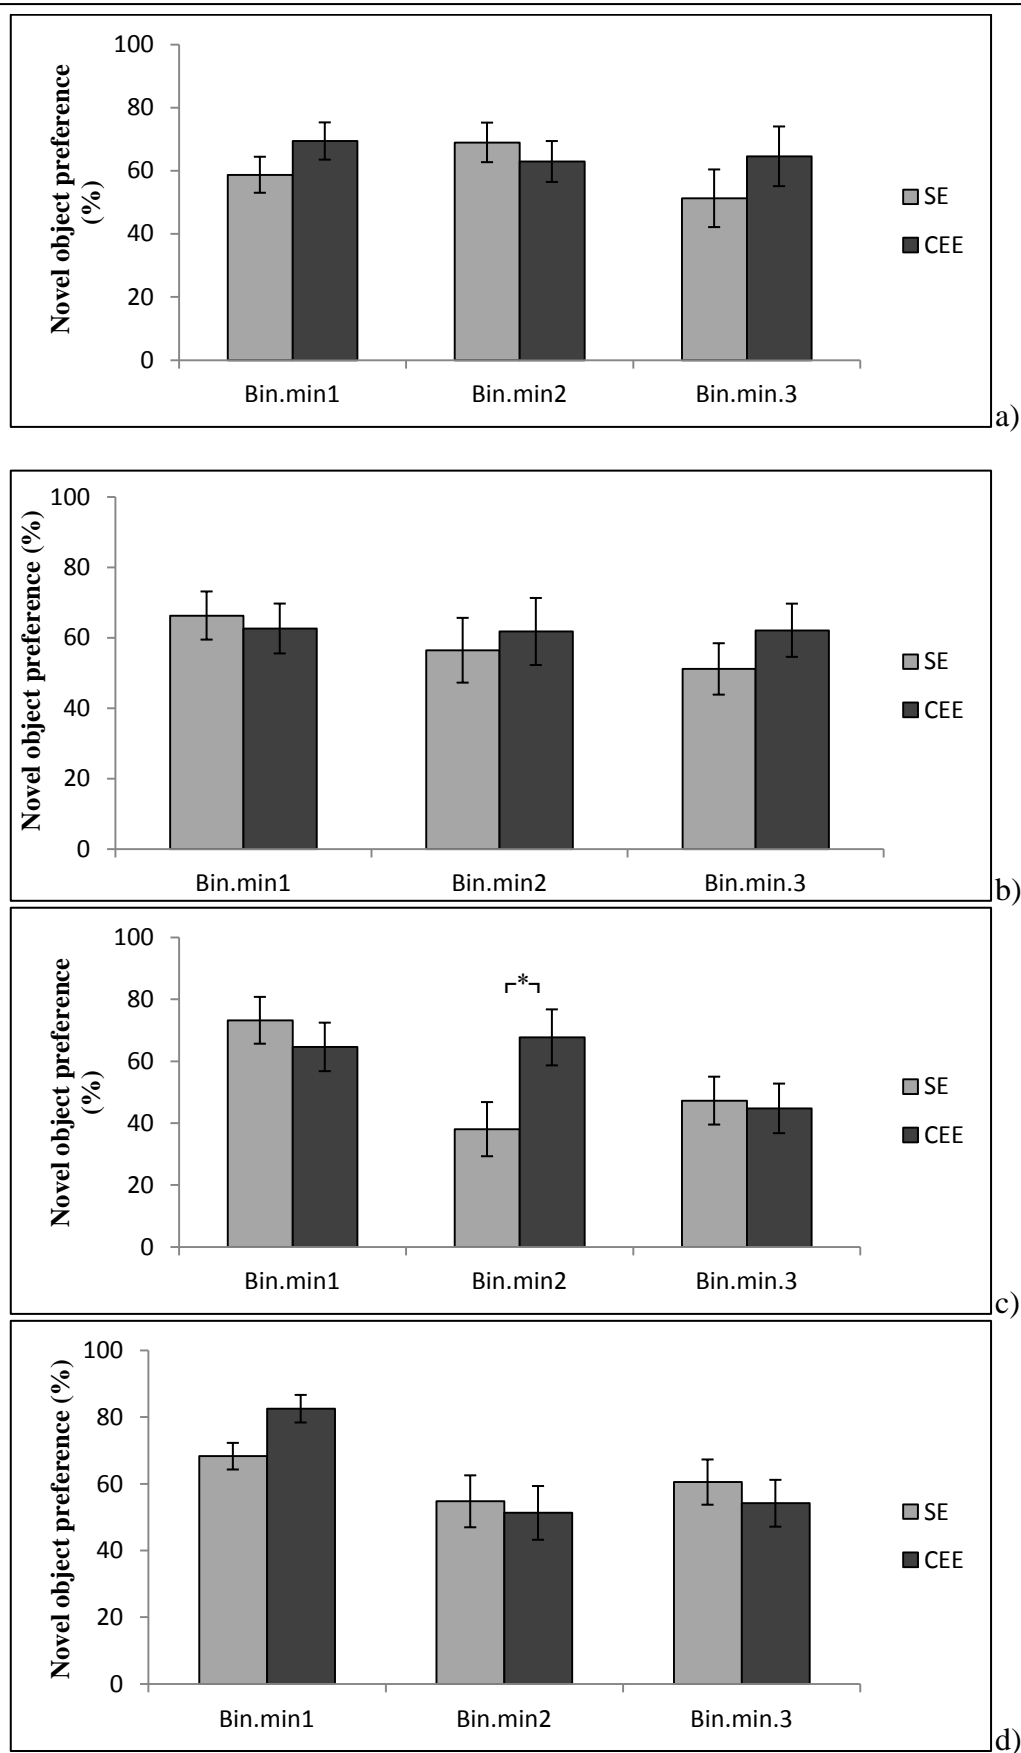 Novel object preference
(%)
100
80
60
40
20
0
Bin.min1 Bin.min2 Bin.min.3
SE
CEE
a)
Novel object preference (%)
100
80
60
40
20
0
Bin.min1 Bin.min2 Bin.min.3
SE
CEE
b)
Novel object preference
(%)
100
80
60
40
20
0
*
Bin.min1 Bin.min2 Bin.min.3
SE
CEE
c)
Novel object preference (%)
100
80
60
40
20
0
Bin.min1 Bin.min2 Bin.min.3
SE
CEE
d)